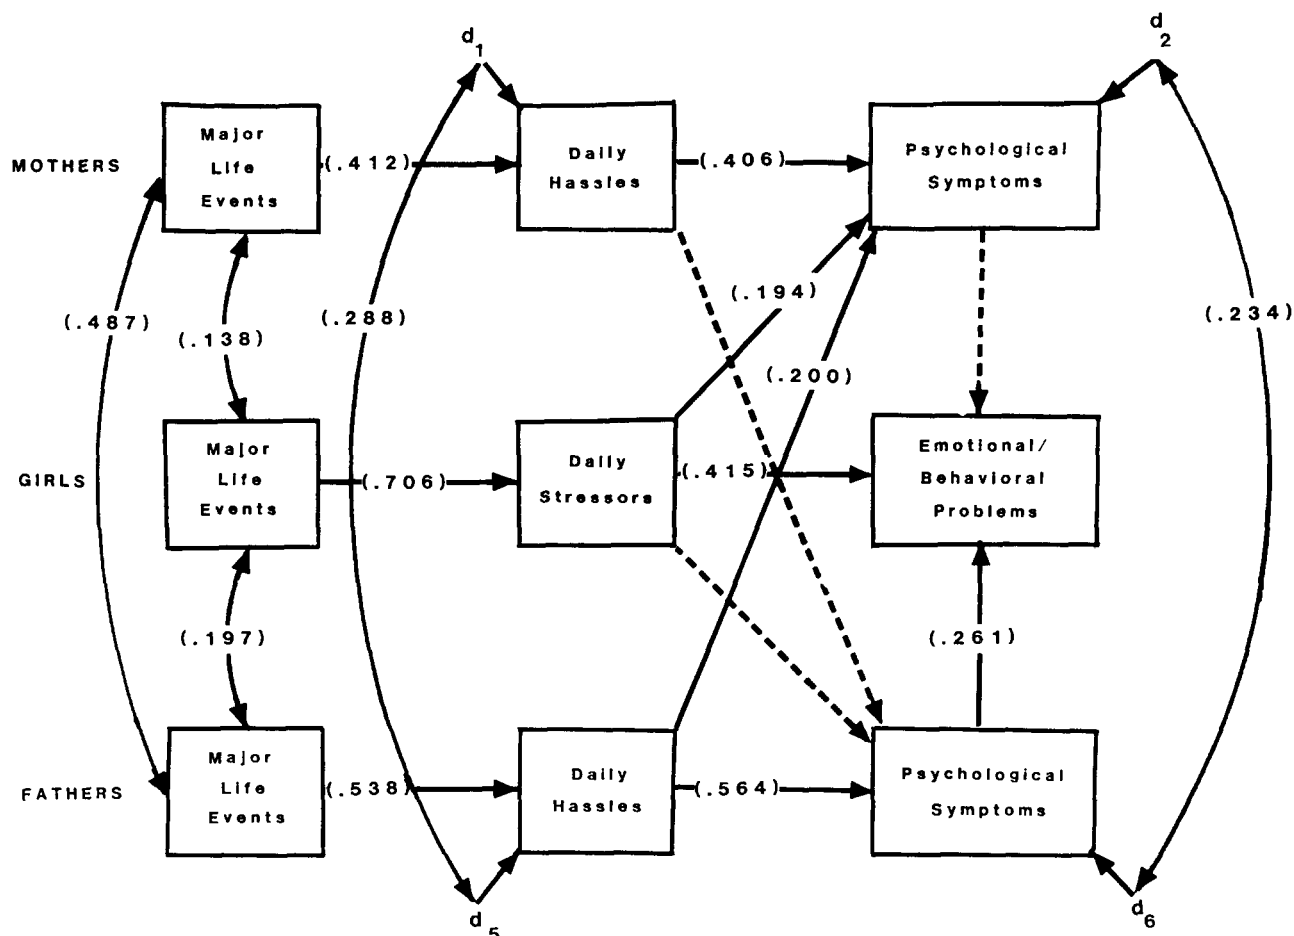 d1
d2
MOTHERS
Major
Life
Events
(.412)
Daily
Hassles
(.406)
Psychological
Symptoms
(.487)
(.138)
(.288)
(.194)
(.200)
(.234)
GIRLS
Major
Life
Events
(.706)
Daily
Stressors
(.415)
Emotional/
Behavioral
Problems
(.197)
(.261)
FATHERS
Major
Life
Events
(.538)
Daily
Hassles
(.564)
Psychological
Symptoms
d5
d6